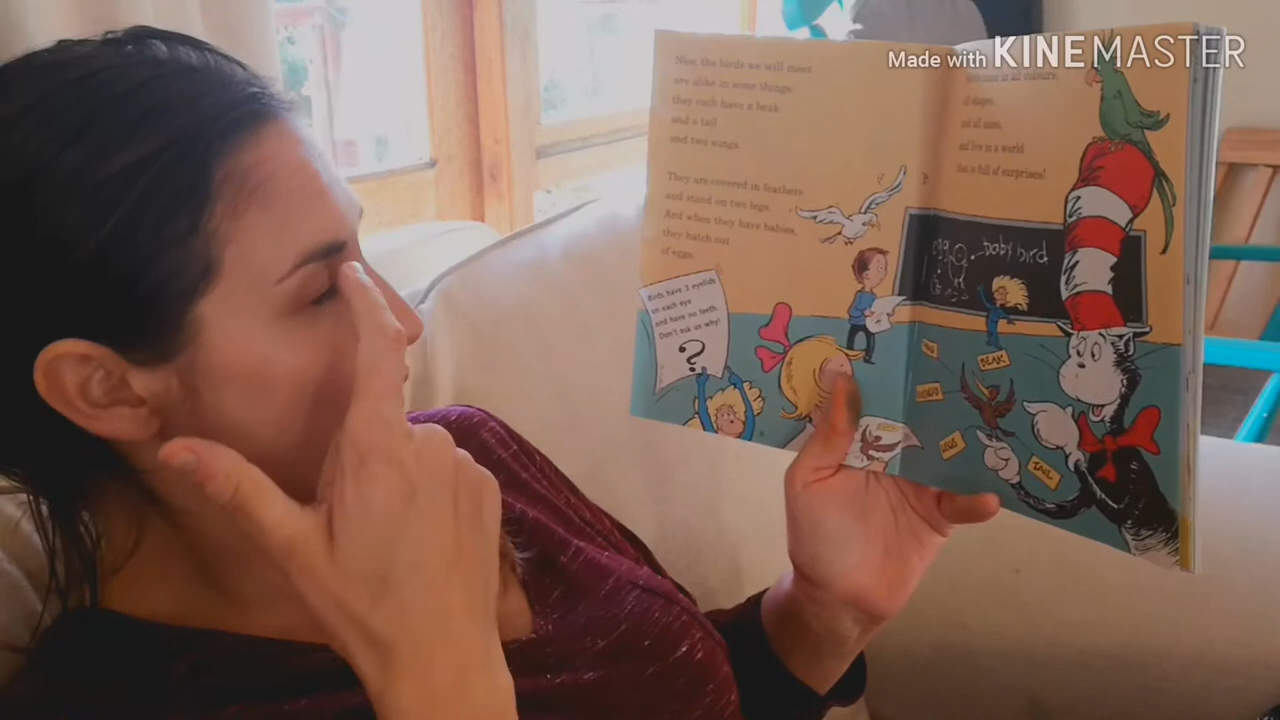 Made with KINEMASTER
Now, the birds we will meet
are alike in some things:
they each have a beak
and a tail
and two wings.
They are covered in feathers
and stand on two legs.
And when they have babies,
they hatch out
of eggs.
Birds have 3 eyelids
on each eye
and have no teeth.
Don't ask us why!
?
in all colours,
all shapes,
and all sizes,
and live in a world
that is full of surprises!
egg
baby bird
BEAK
LEGS
TAIL